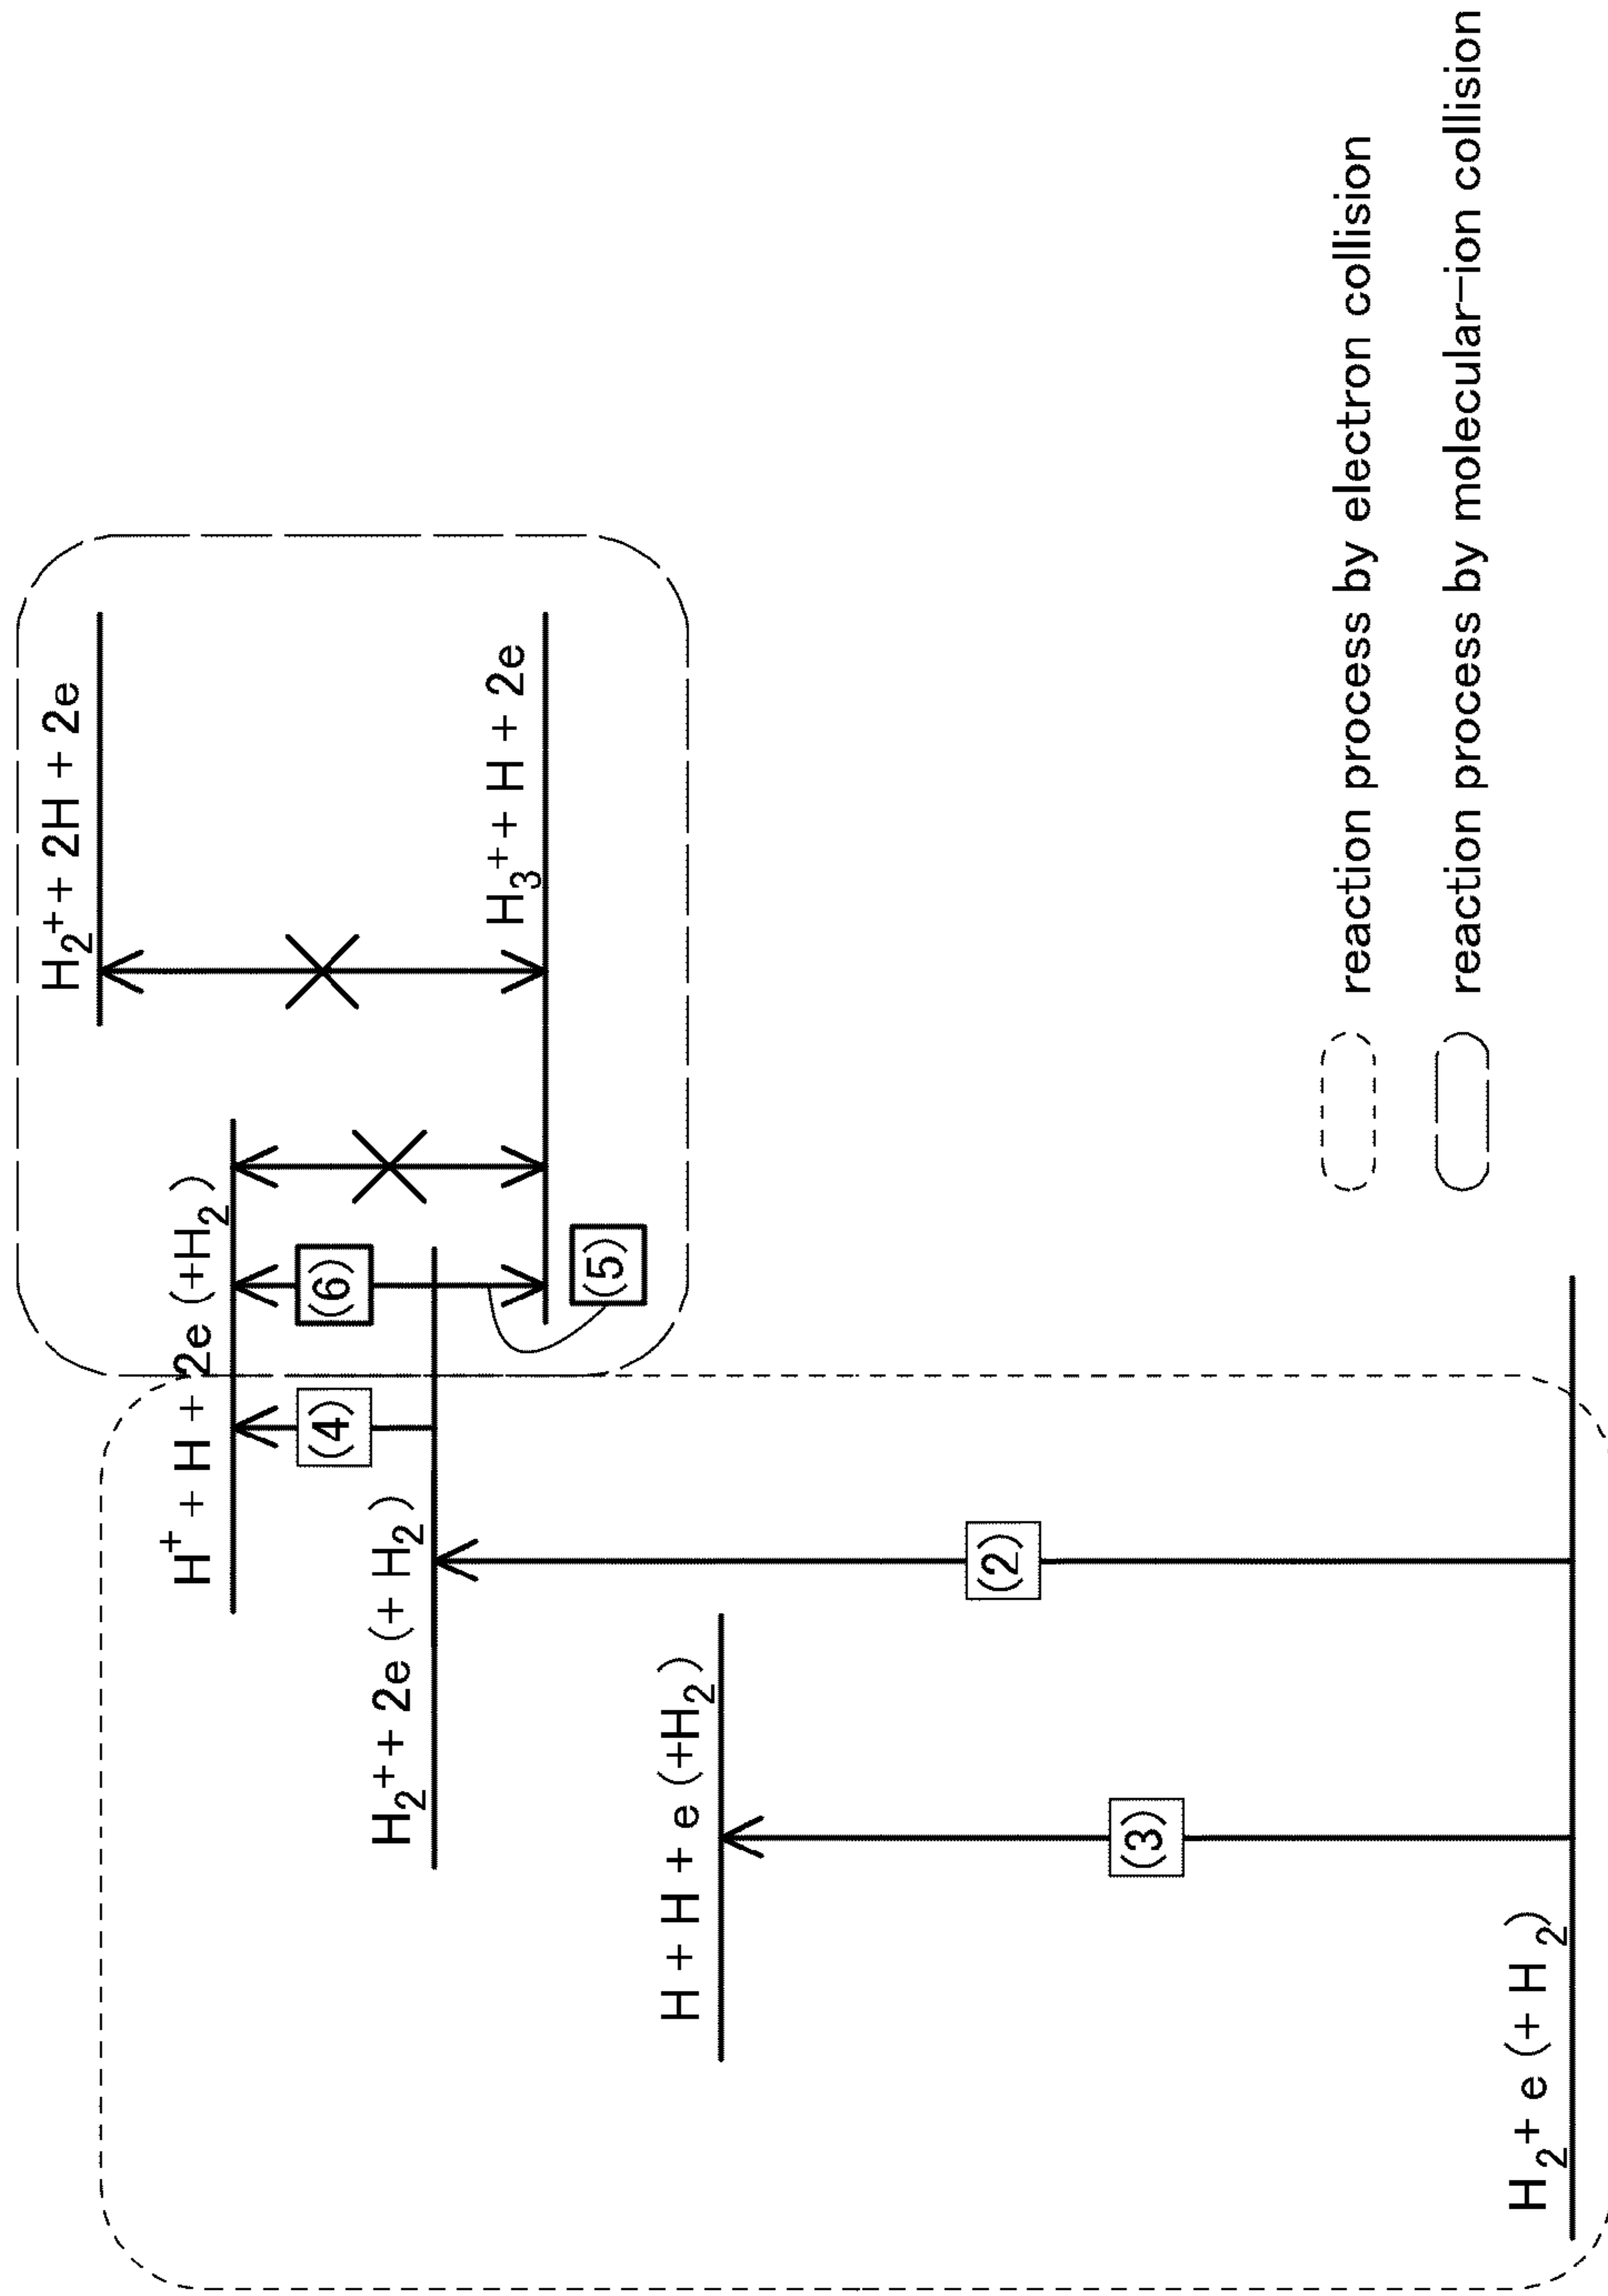 H₂⁺ + 2H + 2e
H⁺ + H + 2e (+H₂)
(6)
(4)
H₂⁺ + 2e (+ H₂)
H₃⁺ + H + 2e
(5)
H + H + e (+H₂)
(2)
(3)
H₂ + e (+ H₂)
reaction process by electron collision
reaction process by molecular-ion collision